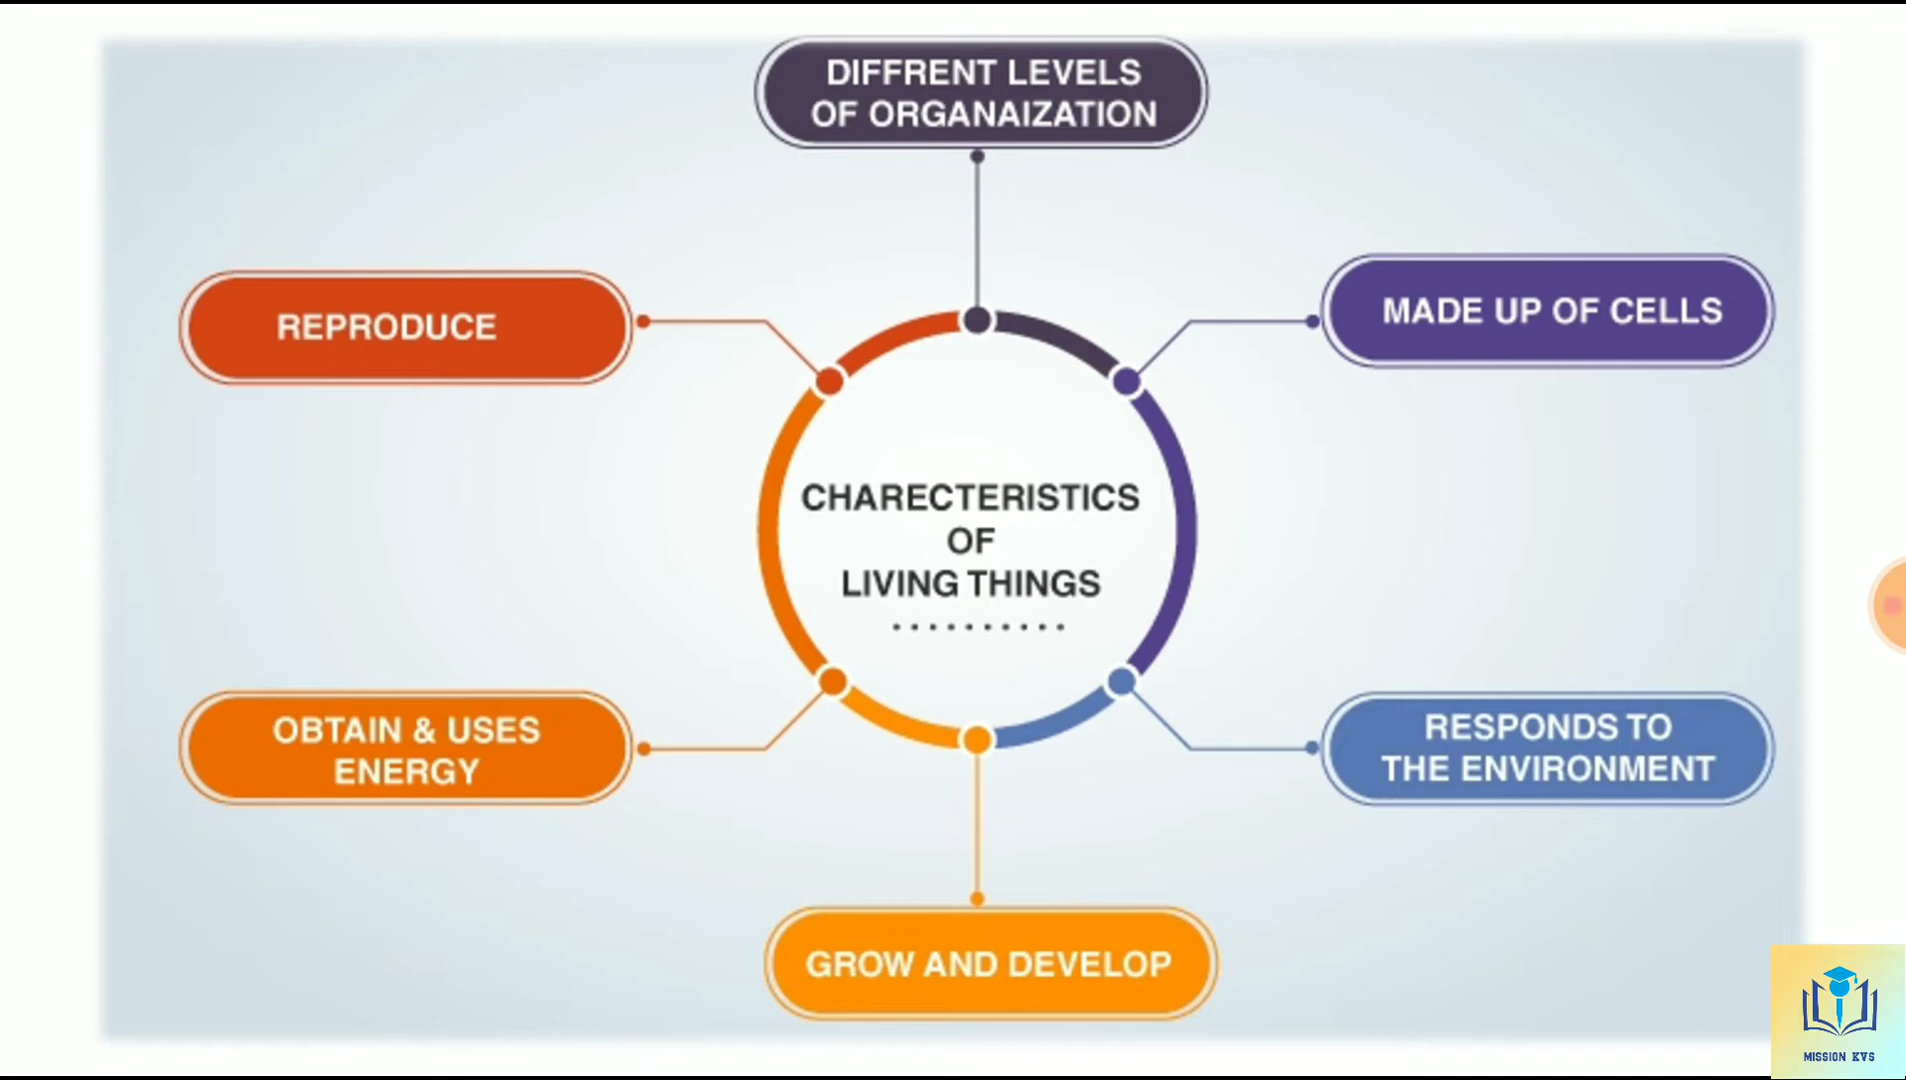 DIFFRENT LEVELS
OF ORGANAIZATION
REPRODUCE
MADE UP OF CELLS
CHARECTERISTICS
OF
LIVING THINGS
OBTAIN & USES
ENERGY
RESPONDS TO
THE ENVIRONMENT
GROW AND DEVELOP
MISSION KVS